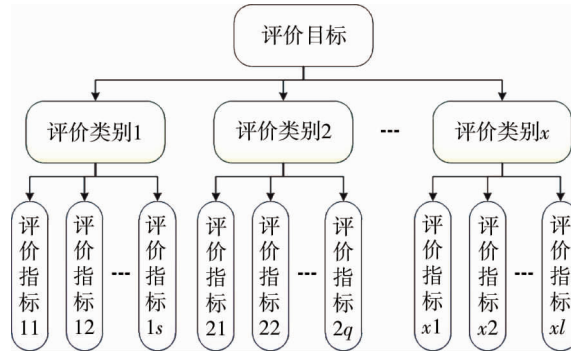 评价目标
评价类别1
评价类别2
---
评价类别x
评价指标11
评价指标12
---
评价指标1s
评价指标21
评价指标22
---
评价指标2q
评价指标x1
评价指标x2
---
评价指标xl